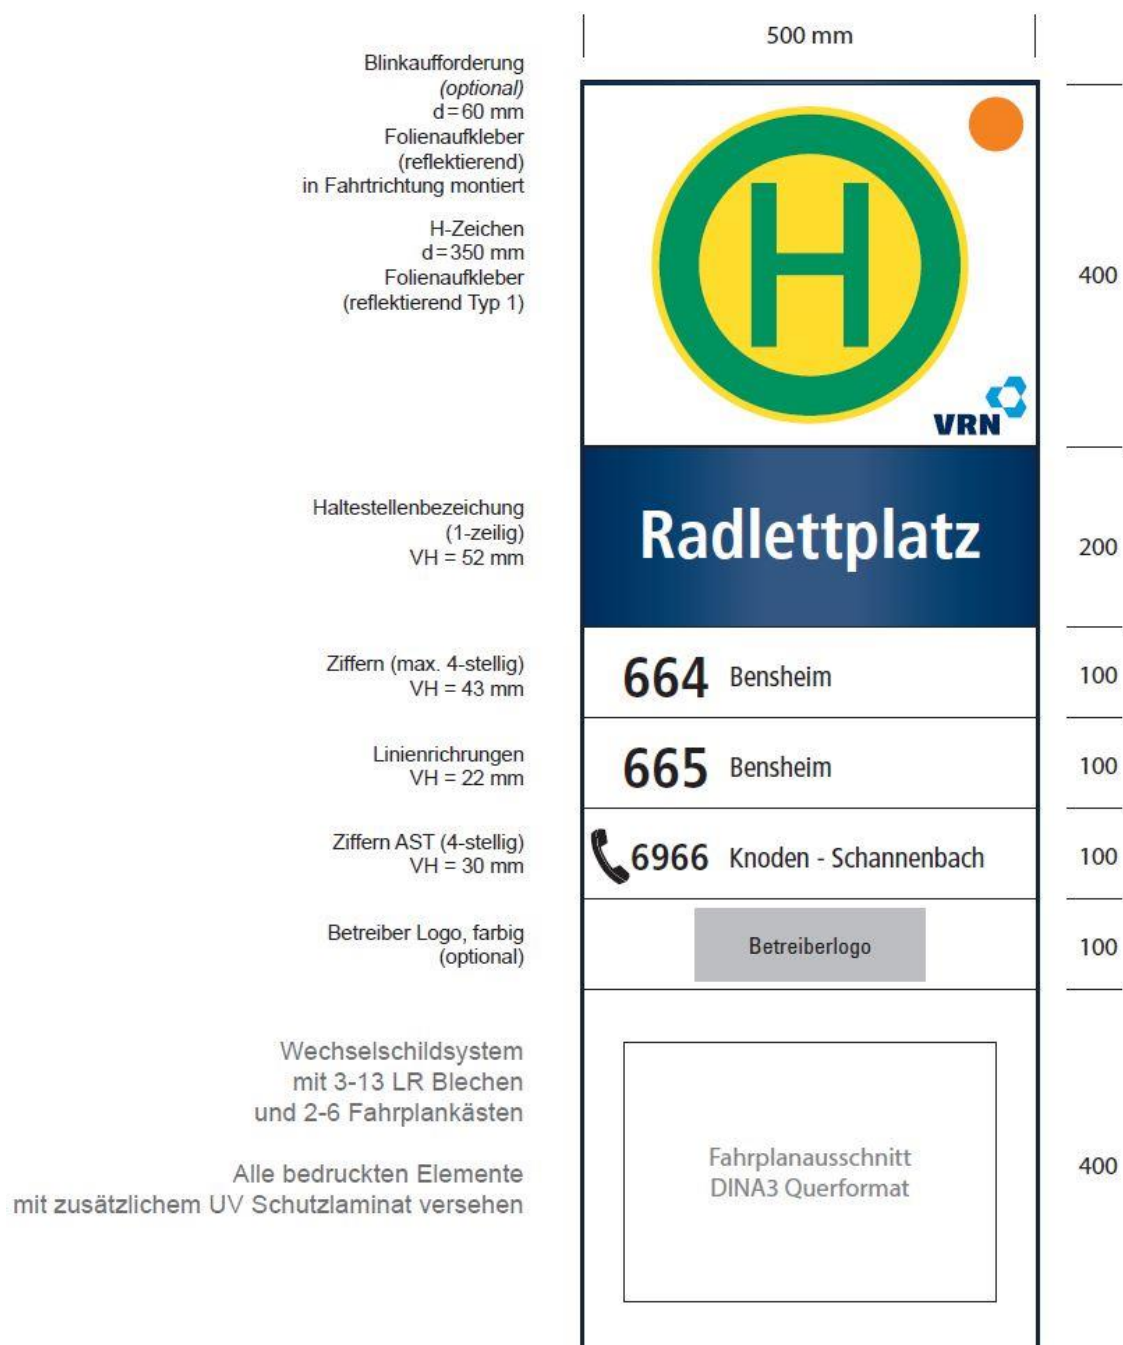 500 mm
Blinkaufforderung
(optional)
d=60 mm
Folienaufkleber
(reflektierend)
in Fahrtrichtung montiert
H-Zeichen
d=350 mm
Folienaufkleber
(reflektierend Typ 1)
H
400
VRN
Haltestellenbezeichung
(1-zeilig)
VH = 52 mm
Radlettplatz
200
Ziffern (max. 4-stellig)
VH = 43 mm
664 Bensheim
100
Linienrichrungen
VH = 22 mm
665 Bensheim
100
Ziffern AST (4-stellig)
VH = 30 mm
6966 Knoden - Schannenbach
100
Betreiber Logo, farbig
(optional)
Betreiberlogo
100
Wechselschildsystem
mit 3-13 LR Blechen
und 2-6 Fahrplankästen
Alle bedruckten Elemente
mit zusätzlichem UV Schutzlaminat versehen
Fahrplanausschnitt
DINA3 Querformat
400